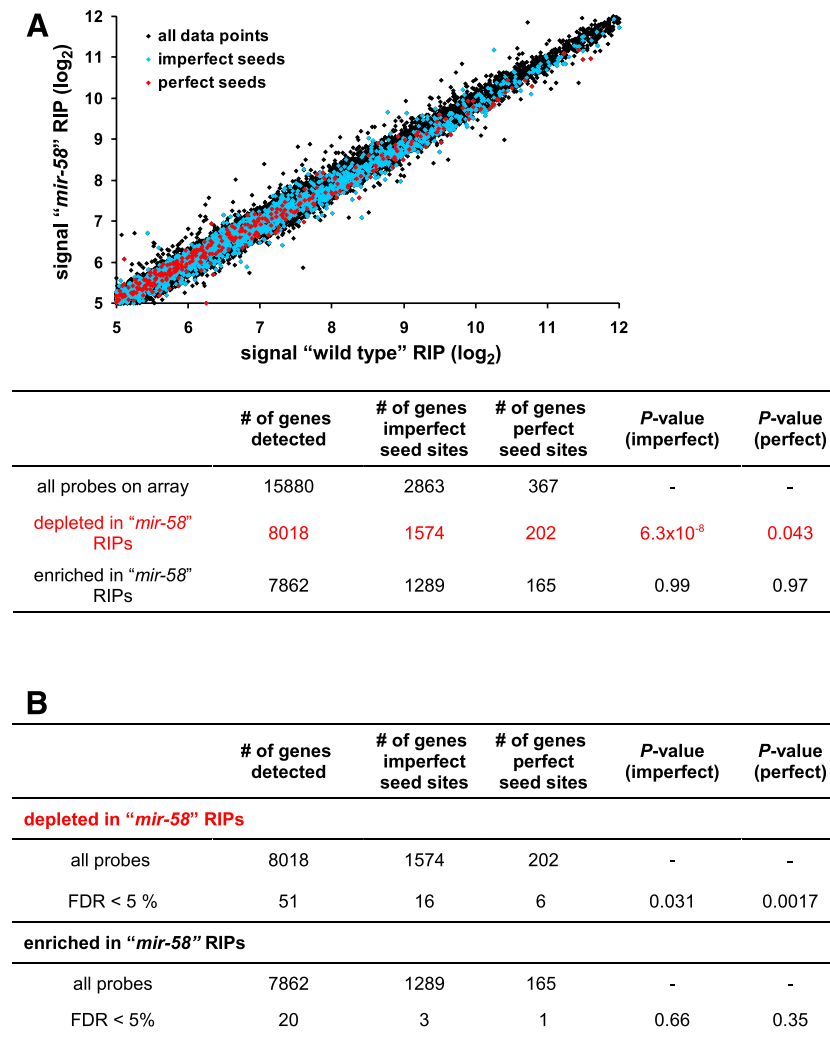 A
12
11
10
9
8
7
6
5
all data points
imperfect seeds
perfect seeds
signal “mir-58” RIP (log2)
5 6 7 8 9 10 11 12
signal “wild type” RIP (log2)
# of genes detected
# of genes imperfect seed sites
# of genes perfect seed sites
P-value (imperfect)
P-value (perfect)
all probes on array 15880 2863 367 - -
depleted in “mir-58” RIPs 8018 1574 202 6.3x10-8 0.043
enriched in “mir-58” RIPs 7862 1289 165 0.99 0.97
B
# of genes detected
# of genes imperfect seed sites
# of genes perfect seed sites
P-value (imperfect)
P-value (perfect)
depleted in “mir-58” RIPs
all probes 8018 1574 202 - -
FDR < 5 % 51 16 6 0.031 0.0017
enriched in “mir-58” RIPs
all probes 7862 1289 165 - -
FDR < 5% 20 3 1 0.66 0.35